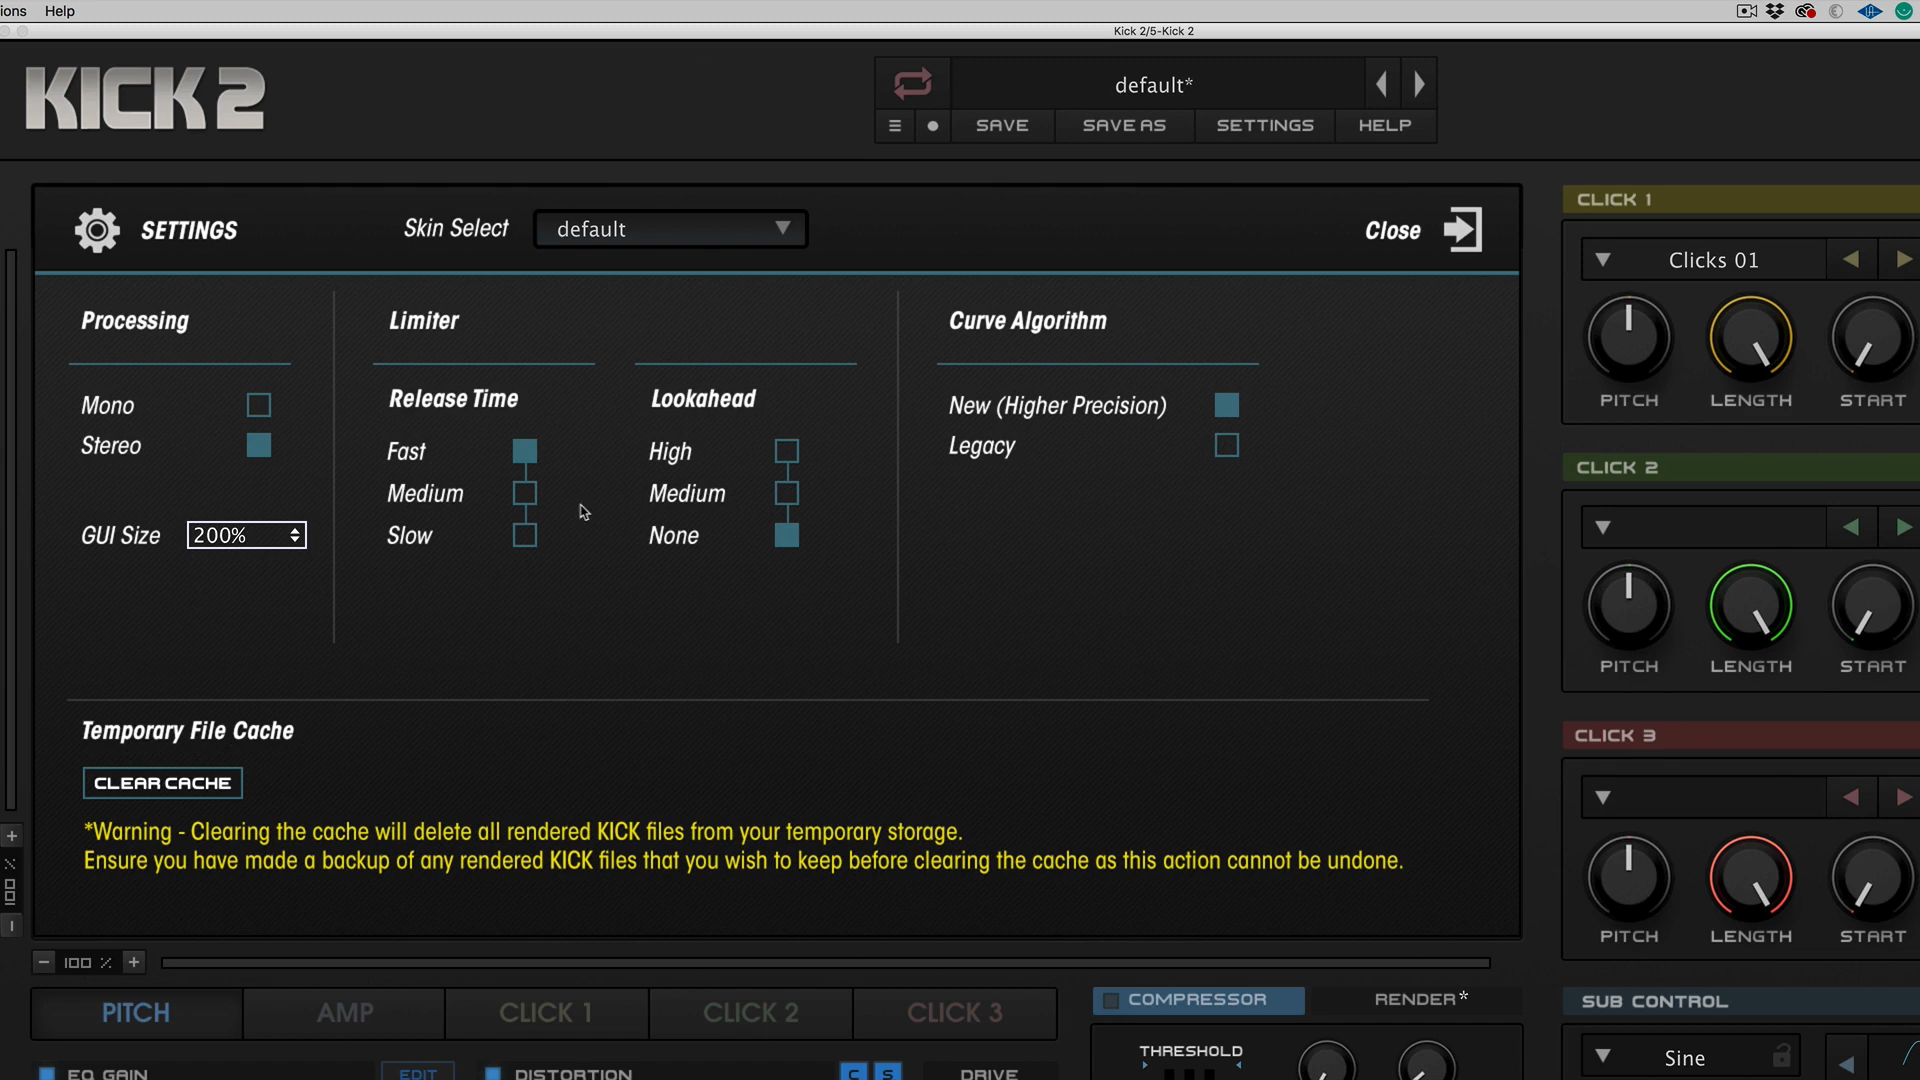 ions Help
Kick 2/5-Kick 2
KICK 2
default*
SAVE SAVE AS SETTINGS HELP
SETTINGS Skin Select default Close
Processing Limiter Curve Algorithm
Release Time Lookahead
Mono New (Higher Precision)
Stereo Legacy
Fast High
Medium Medium
Slow None
GUI Size 200%
Temporary File Cache
CLEAR CACHE
*Warning - Clearing the cache will delete all rendered KICK files from your temporary storage.
Ensure you have made a backup of any rendered KICK files that you wish to keep before clearing the cache as this action cannot be undone.
CLICK 1
Clicks 01
PITCH LENGTH START
CLICK 2
PITCH LENGTH START
CLICK 3
PITCH LENGTH START
100 %
PITCH AMP CLICK 1 CLICK 2 CLICK 3
COMPRESSOR RENDER*
SUB CONTROL
THRESHOLD
Sine
EQ GAIN EDIT DISTORTION C S DRIVE